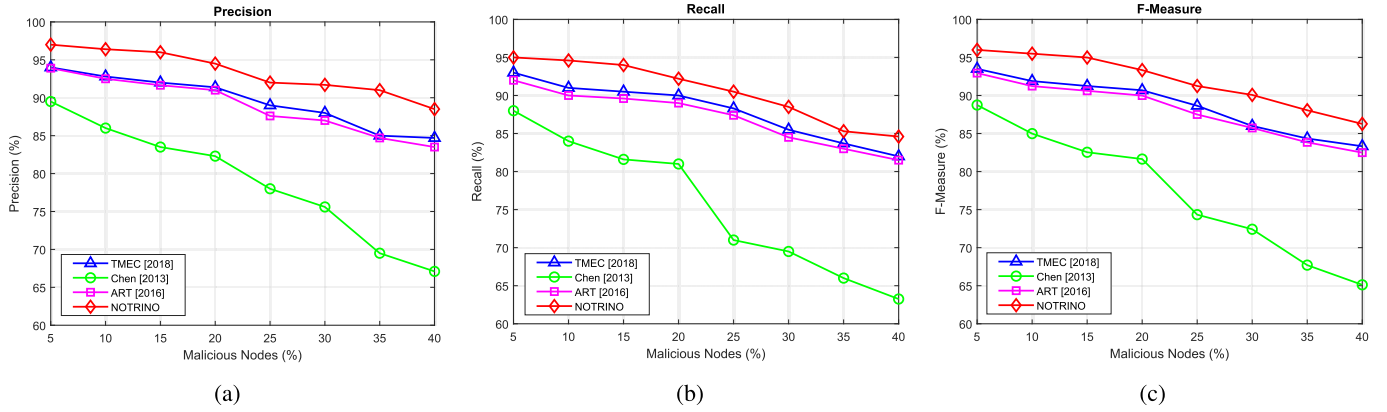 Precision
100
95
90
85
80
75
70
65
60
Precision (%)
TMEC [2018]
Chen [2013]
ART [2016]
NOTRINO
5 10 15 20 25 30 35 40
Malicious Nodes (%)
(a)
Recall
100
95
90
85
80
75
70
65
60
Recall (%)
TMEC [2018]
Chen [2013]
ART [2016]
NOTRINO
5 10 15 20 25 30 35 40
Malicious Nodes (%)
(b)
F-Measure
100
95
90
85
80
75
70
65
60
F-Measure (%)
TMEC [2018]
Chen [2013]
ART [2016]
NOTRINO
5 10 15 20 25 30 35 40
Malicious Nodes (%)
(c)